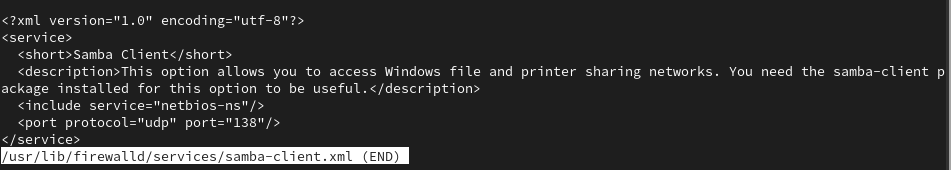 <?xml version="1.0" encoding="utf-8"?>
<service>
  <short>Samba Client</short>
  <description>This option allows you to access Windows file and printer sharing networks. You need the samba-client p
ackage installed for this option to be useful.</description>
  <include service="netbios-ns"/>
  <port protocol="udp" port="138"/>
</service>
/usr/lib/firewalld/services/samba-client.xml (END)